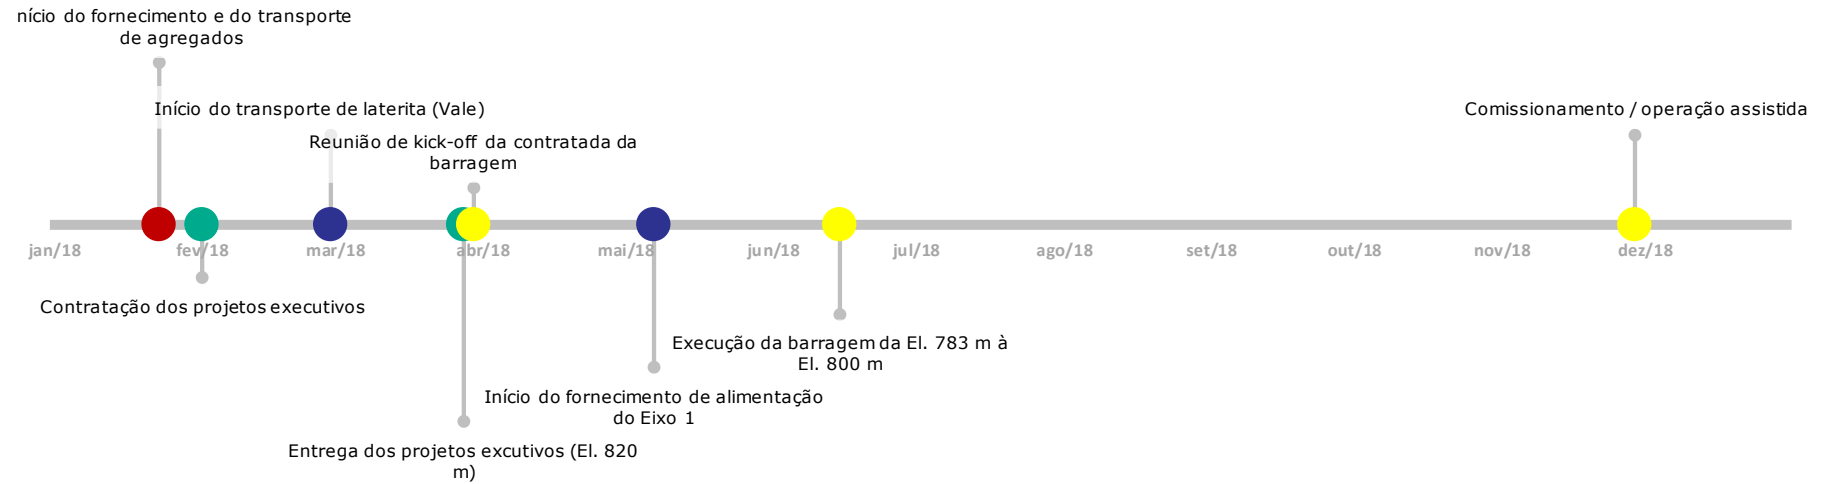 nício do fornecimento e do transporte
de agregados
Início do transporte de laterita (Vale)
Reunião de kick-off da contratada da
barragem
Comissionamento / operação assistida
jan/18
fev/18
mar/18
abr/18
mai/18
jun/18
jul/18
ago/18
set/18
out/18
nov/18
dez/18
Contratação dos projetos executivos
Execução da barragem da El. 783 m à
El. 800 m
Início do fornecimento de alimentação
do Eixo 1
Entrega dos projetos excutivos (El. 820
m)